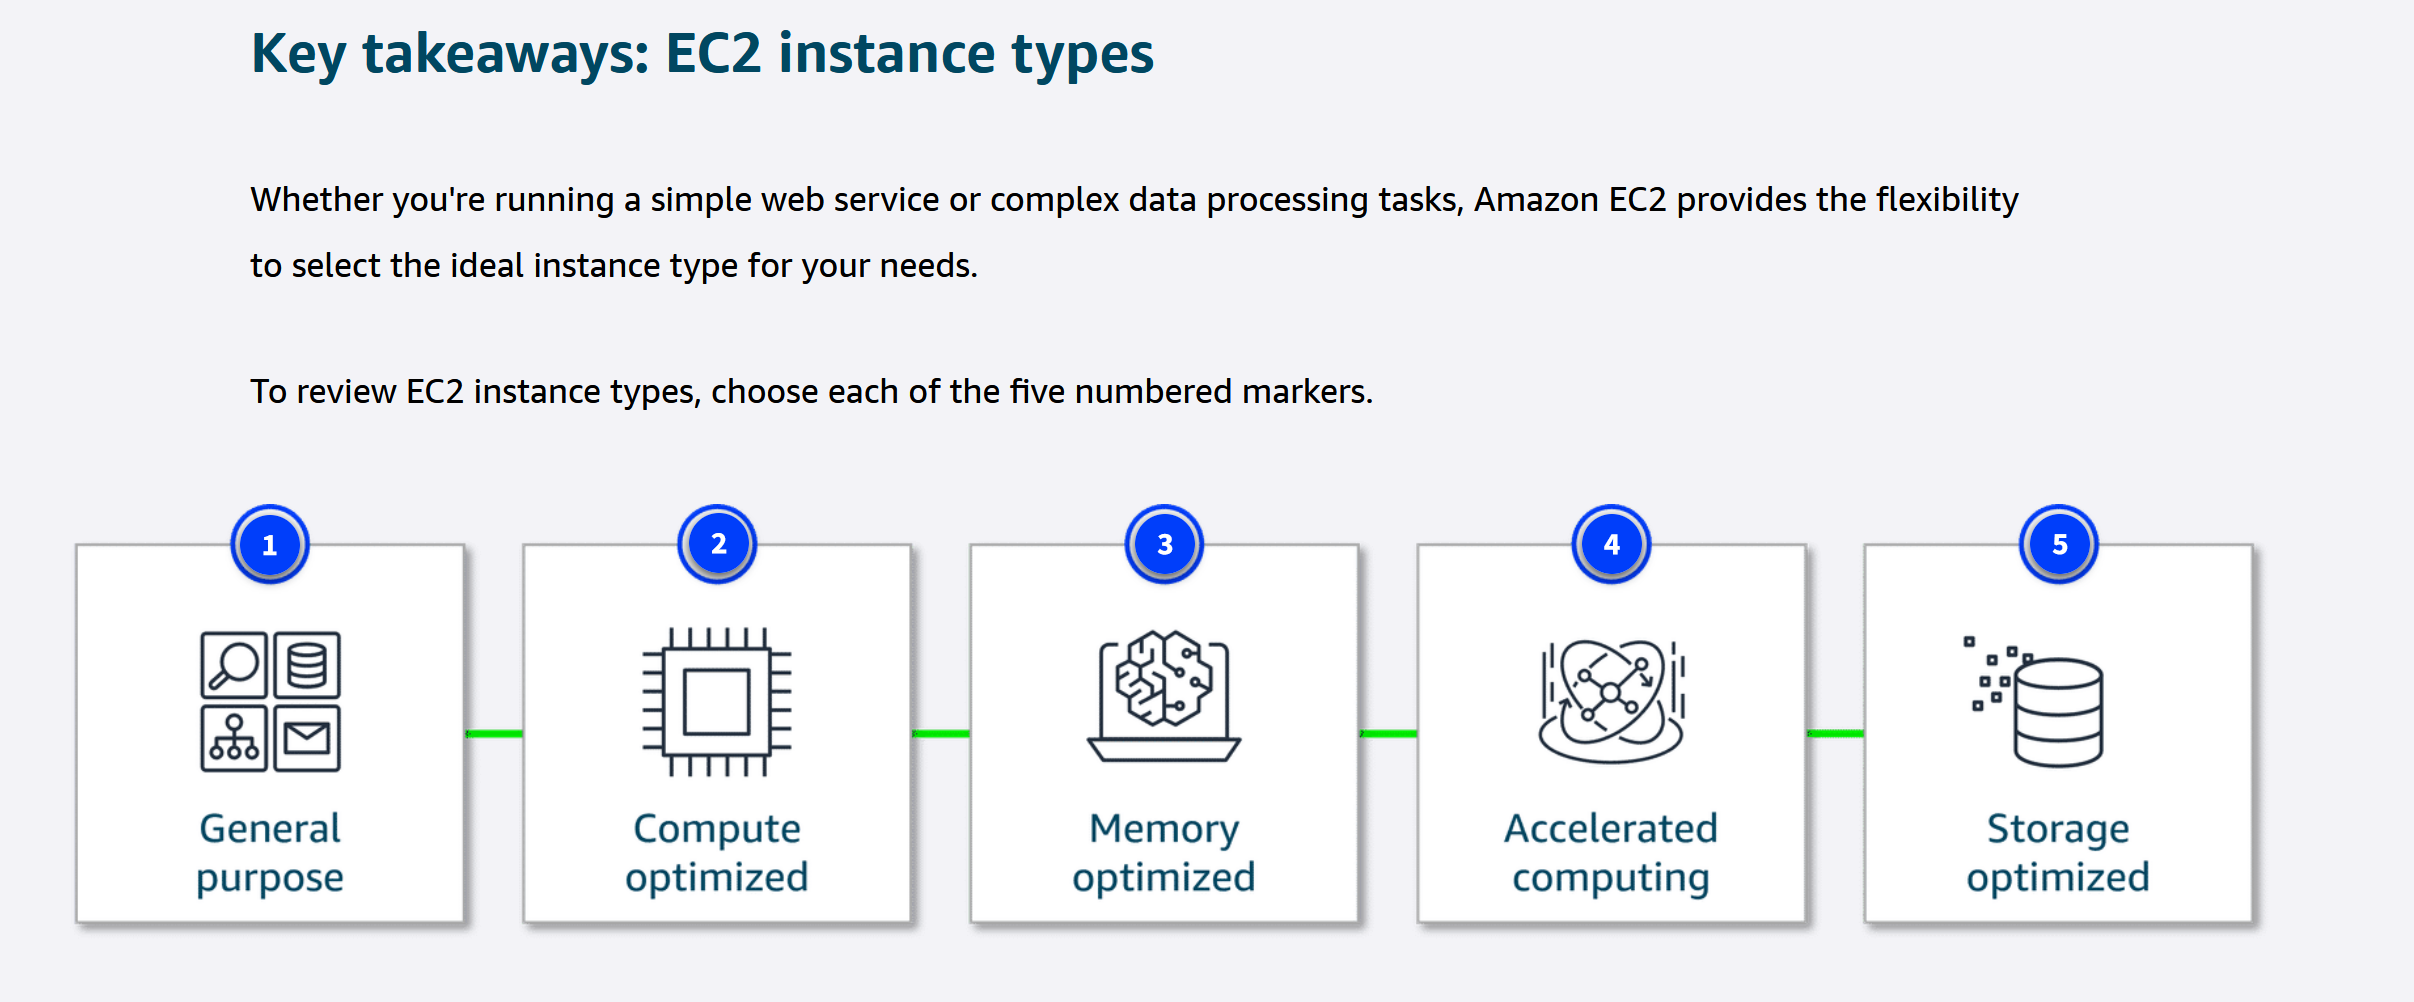 Key takeaways: EC2 instance types
Whether you're running a simple web service or complex data processing tasks, Amazon EC2 provides the flexibility
to select the ideal instance type for your needs.
To review EC2 instance types, choose each of the five numbered markers.
1
General
purpose
2
Compute
optimized
3
Memory
optimized
4
Accelerated
computing
5
Storage
optimized